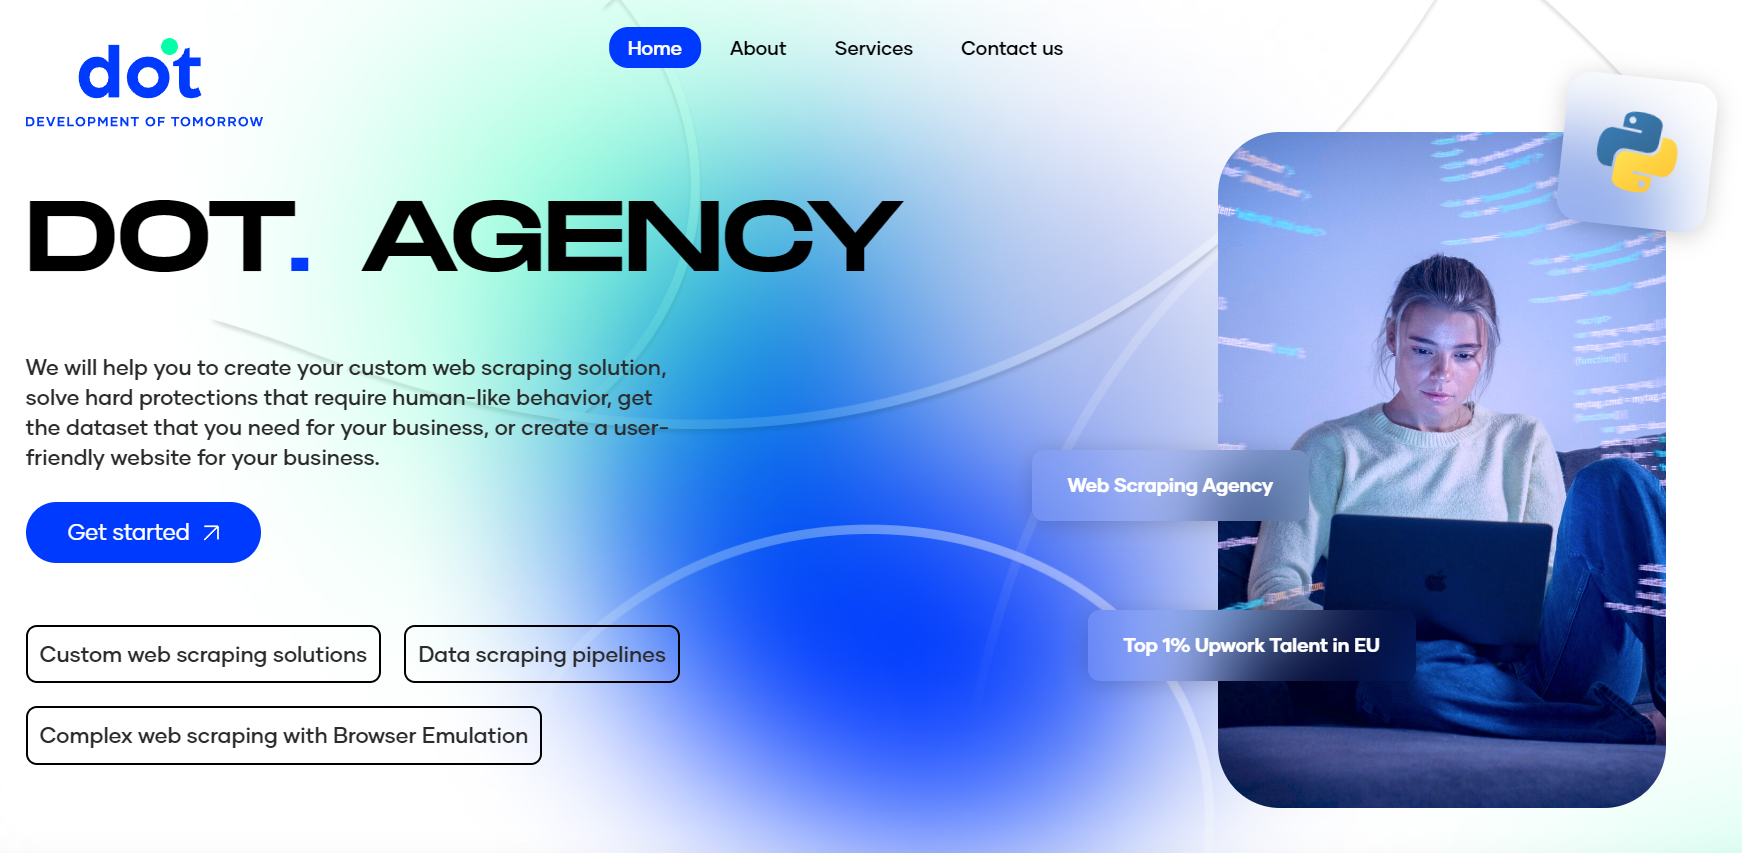 dot
DEVELOPMENT OF TOMORROW
Home
About
Services
Contact us
DOT. AGENCY
We will help you to create your custom web scraping solution,
solve hard protections that require human-like behavior, get
the dataset that you need for your business, or create a user-
friendly website for your business.
Get started
Custom web scraping solutions
Data scraping pipelines
Complex web scraping with Browser Emulation
Web Scraping Agency
Top 1% Upwork Talent in EU